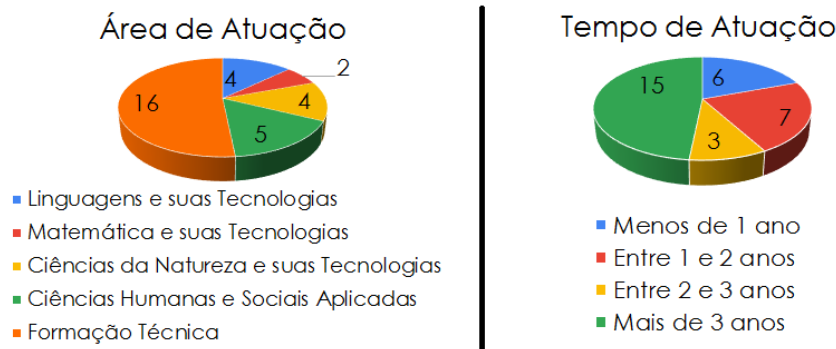 Área de Atuação
4
2
4
16
5
Linguagens e suas Tecnologias
Matemática e suas Tecnologias
Ciências da Natureza e suas Tecnologias
Ciências Humanas e Sociais Aplicadas
Formação Técnica
Tempo de Atuação
6
15
7
3
Menos de 1 ano
Entre 1 e 2 anos
Entre 2 e 3 anos
Mais de 3 anos